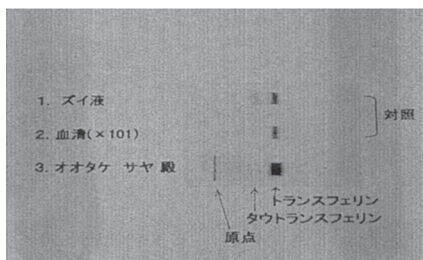 1. ズイ液
2. 血清(×101)
対照
3. オオタケ サヤ 殿
トランスフェリン
タウトランスフェリン
原点